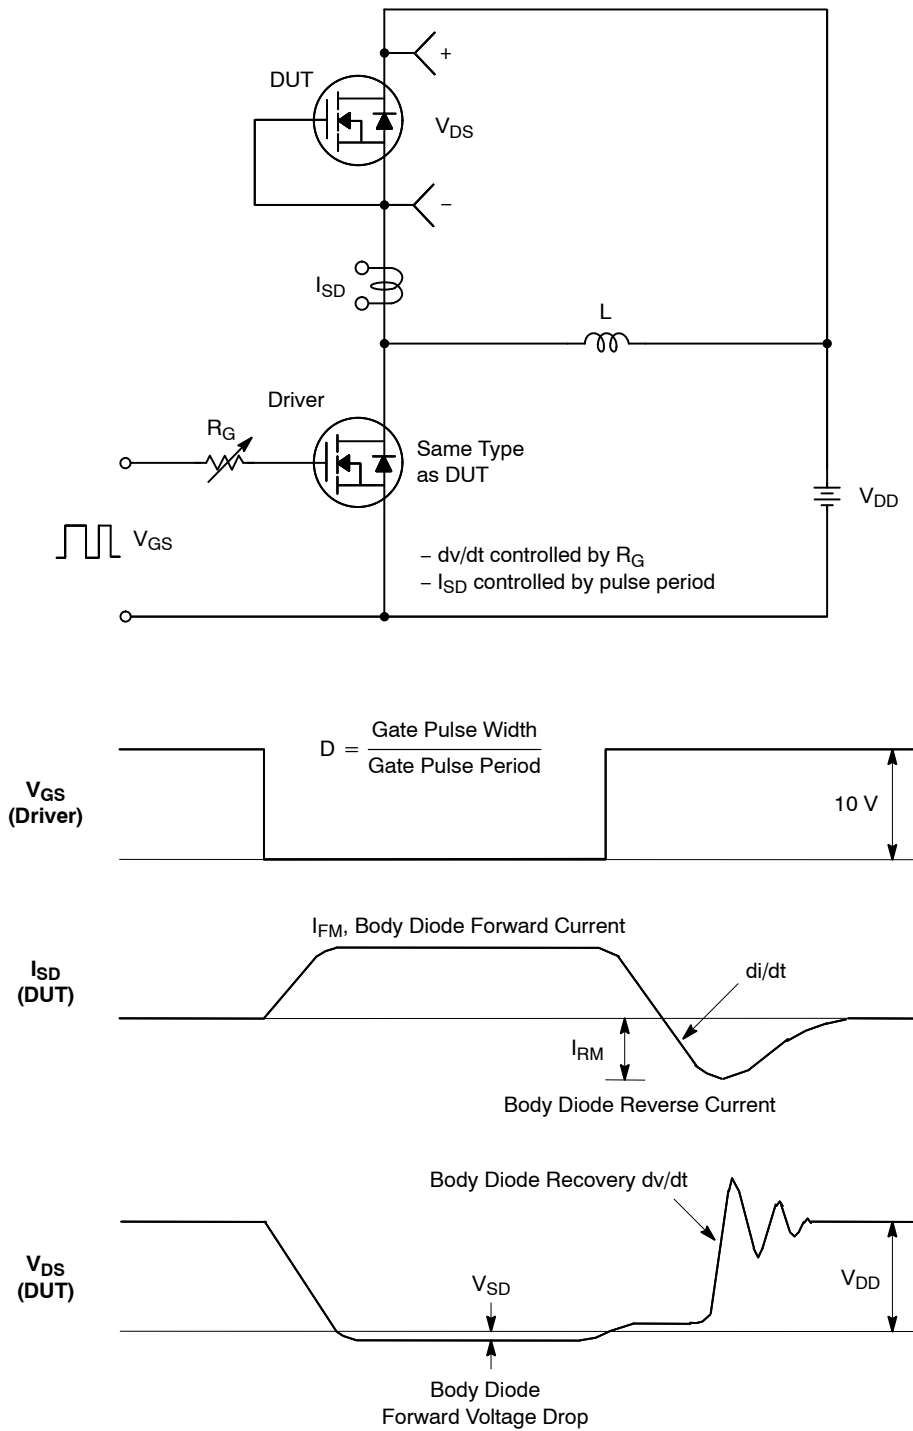 +
DUT
V_DS
−
I_SD
L
Driver
R_G
Same Type
as DUT
V_DD
V_GS
− dv/dt controlled by R_G
− I_SD controlled by pulse period
D = Gate Pulse Width
Gate Pulse Period
V_GS
(Driver)
10 V
I_FM, Body Diode Forward Current
I_SD
(DUT)
di/dt
I_RM
Body Diode Reverse Current
Body Diode Recovery dv/dt
V_DS
(DUT)
V_SD
V_DD
Body Diode
Forward Voltage Drop